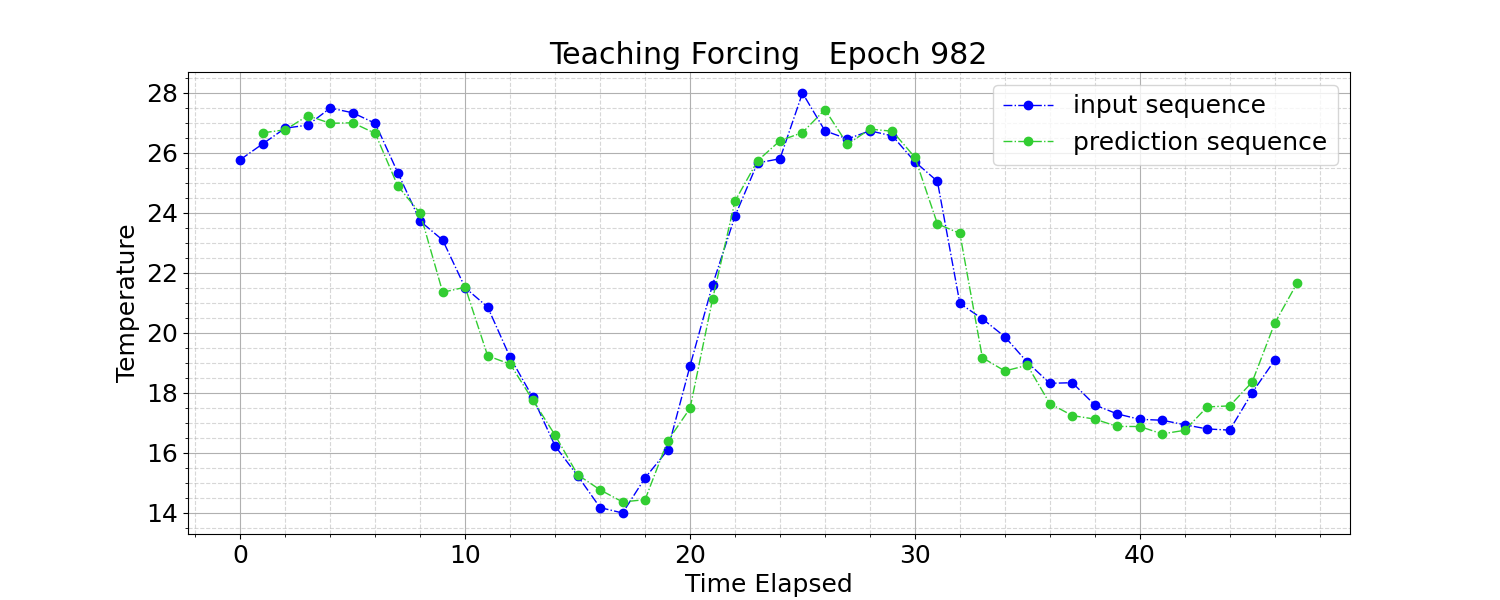 Teaching Forcing   Epoch 982
input sequence
prediction sequence
Temperature
28
26
24
22
20
18
16
14
0 10 20 30 40
Time Elapsed